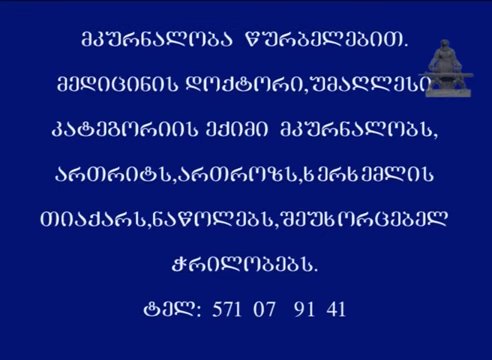 მკურნალობა წურბელებით.
მედიცინის დოქტორი,უმაღლესი
კატეგორიის ექიმი მკურნალობს,
ართრიტს,ართროზს,ხერხემლის
თიაქარს,ნაწოლებს,შეუხორცებელ
ჭრილობებს.
ტელ: 571 07 91 41